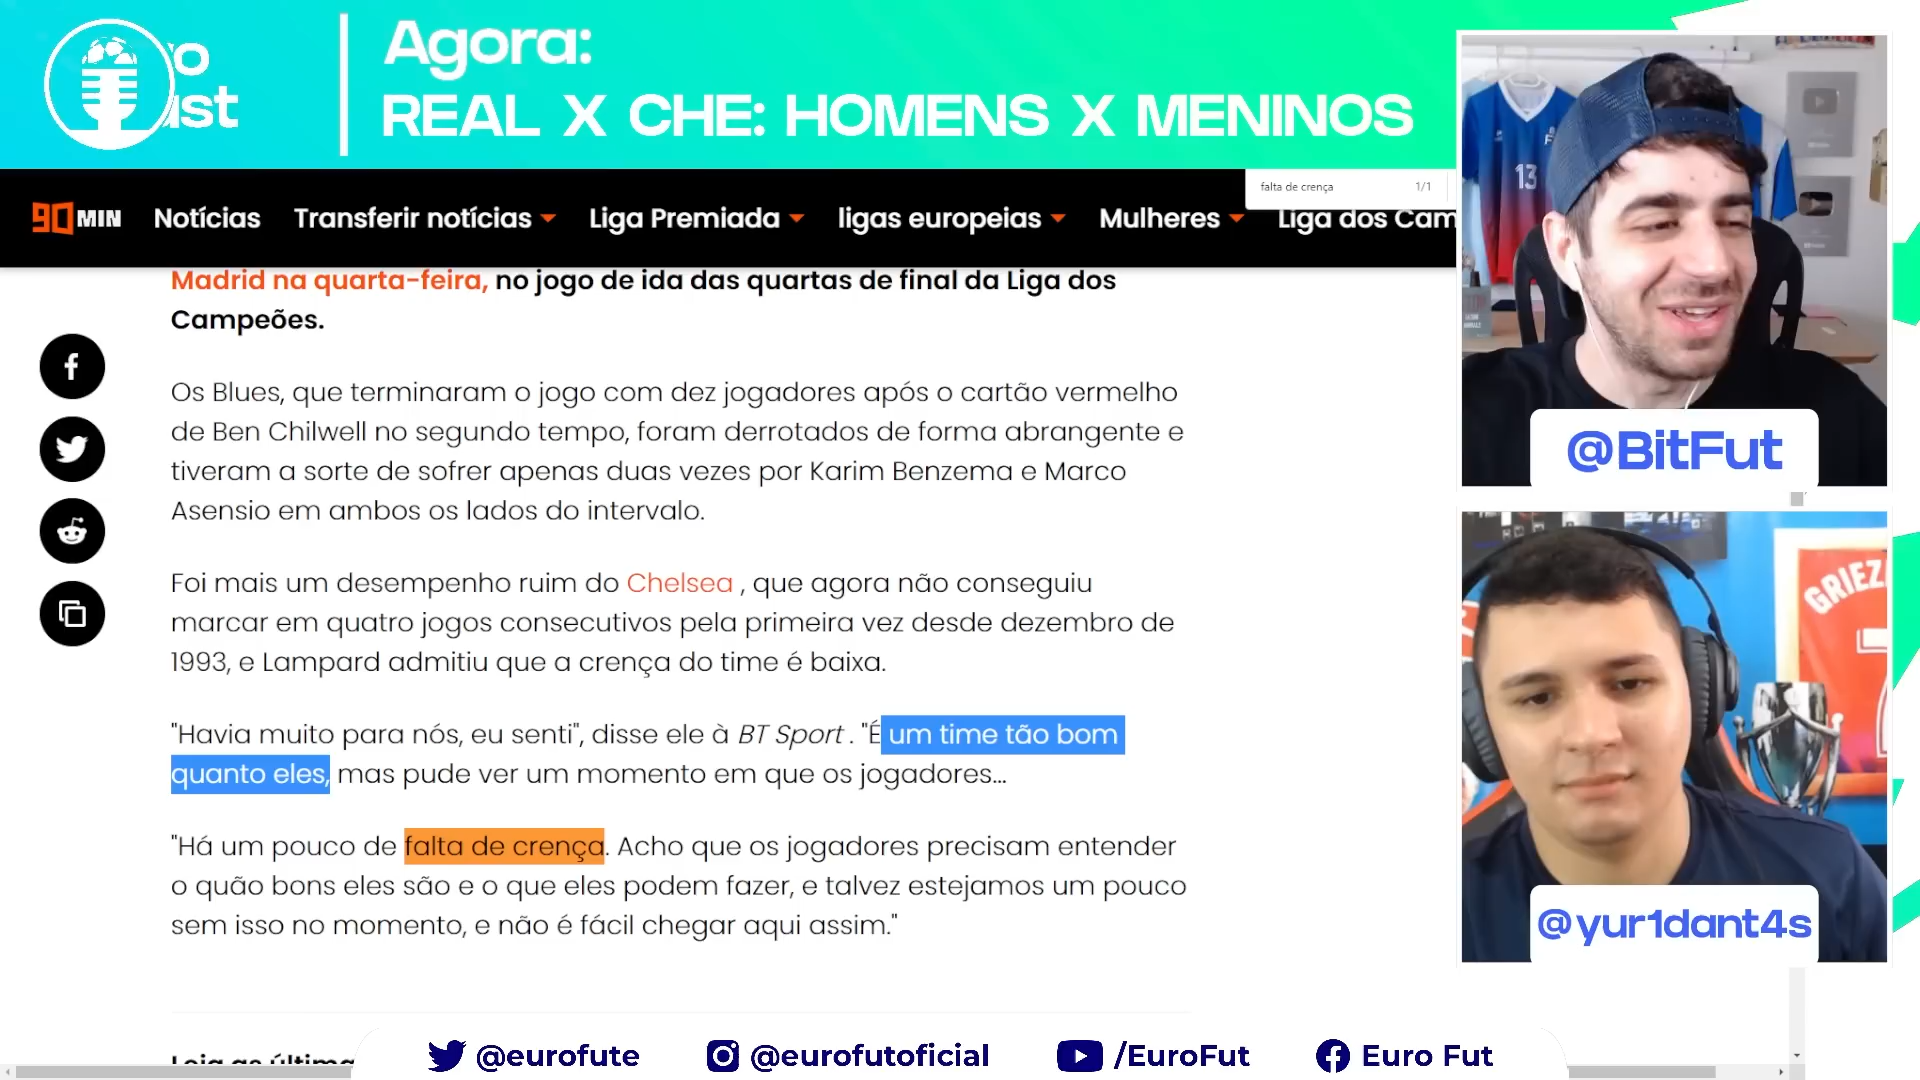 Agora:
REAL X CHE: HOMENS X MENINOS
falta de crença 1/1
90MIN Notícias Transferir notícias Liga Premiada ligas europeias Mulheres Liga dos Cam
Madrid na quarta-feira, no jogo de ida das quartas de final da Liga dos
Campeões.
Os Blues, que terminaram o jogo com dez jogadores após o cartão vermelho
de Ben Chilwell no segundo tempo, foram derrotados de forma abrangente e
tiveram a sorte de sofrer apenas duas vezes por Karim Benzema e Marco
Asensio em ambos os lados do intervalo.
Foi mais um desempenho ruim do Chelsea , que agora não conseguiu
marcar em quatro jogos consecutivos pela primeira vez desde dezembro de
1993, e Lampard admitiu que a crença do time é baixa.
"Havia muito para nós, eu senti", disse ele à BT Sport . "É um time tão bom
quanto eles, mas pude ver um momento em que os jogadores...
"Há um pouco de falta de crença. Acho que os jogadores precisam entender
o quão bons eles são e o que eles podem fazer, e talvez estejamos um pouco
sem isso no momento, e não é fácil chegar aqui assim."
13
@BitFut
GRIEZ
@yur1dant4s
@eurofute @eurofutoficial /EuroFut Euro Fut